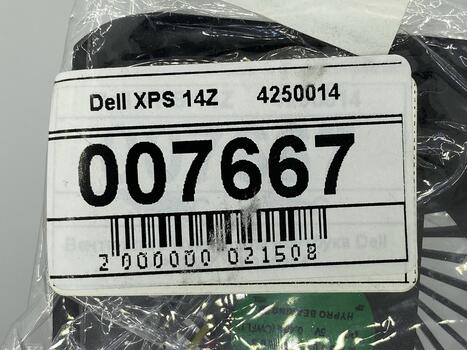 Dell XPS 14Z 4250014
007667
2 000000 021508
HYPRO BEARING